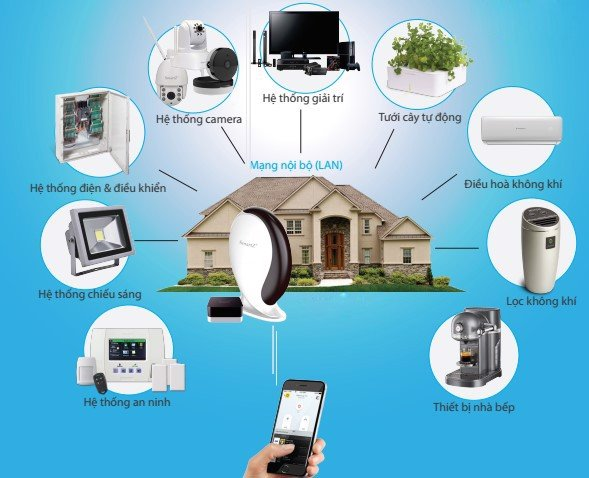 Hệ thống camera
Hệ thống giải trí
Tưới cây tự động
Mạng nội bộ (LAN)
Hệ thống điện & điều khiển
Điều hoà không khí
Hệ thống chiếu sáng
Lọc không khí
Hệ thống an ninh
Thiết bị nhà bếp